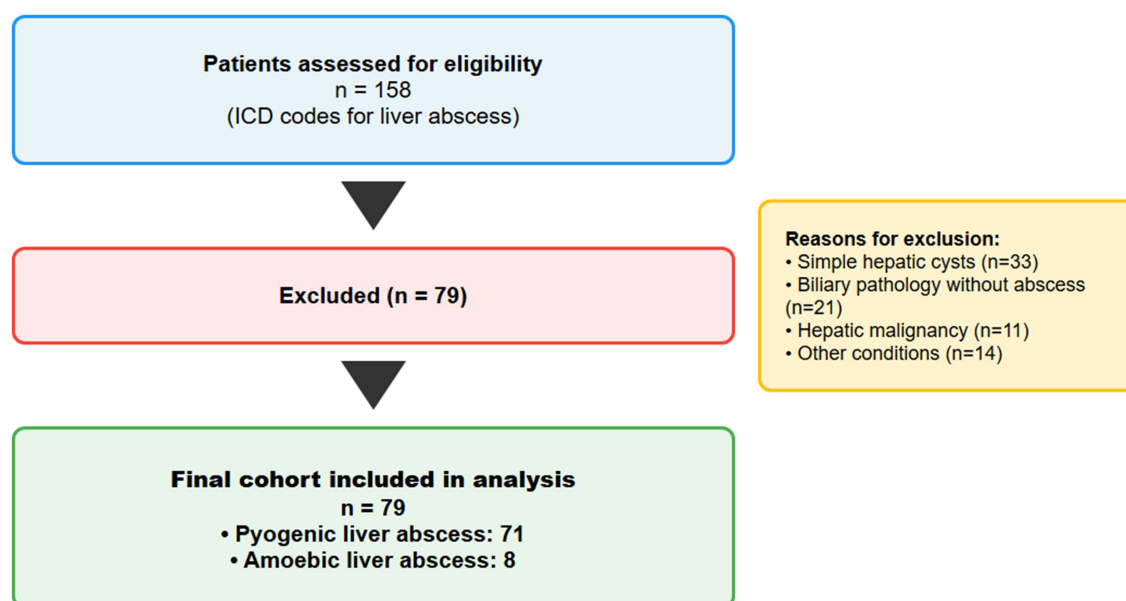 Patients assessed for eligibility
n = 158
(ICD codes for liver abscess)
Excluded (n = 79)
Reasons for exclusion:
• Simple hepatic cysts (n=33)
• Biliary pathology without abscess
(n=21)
• Hepatic malignancy (n=11)
• Other conditions (n=14)
Final cohort included in analysis
n = 79
• Pyogenic liver abscess: 71
• Amoebic liver abscess: 8